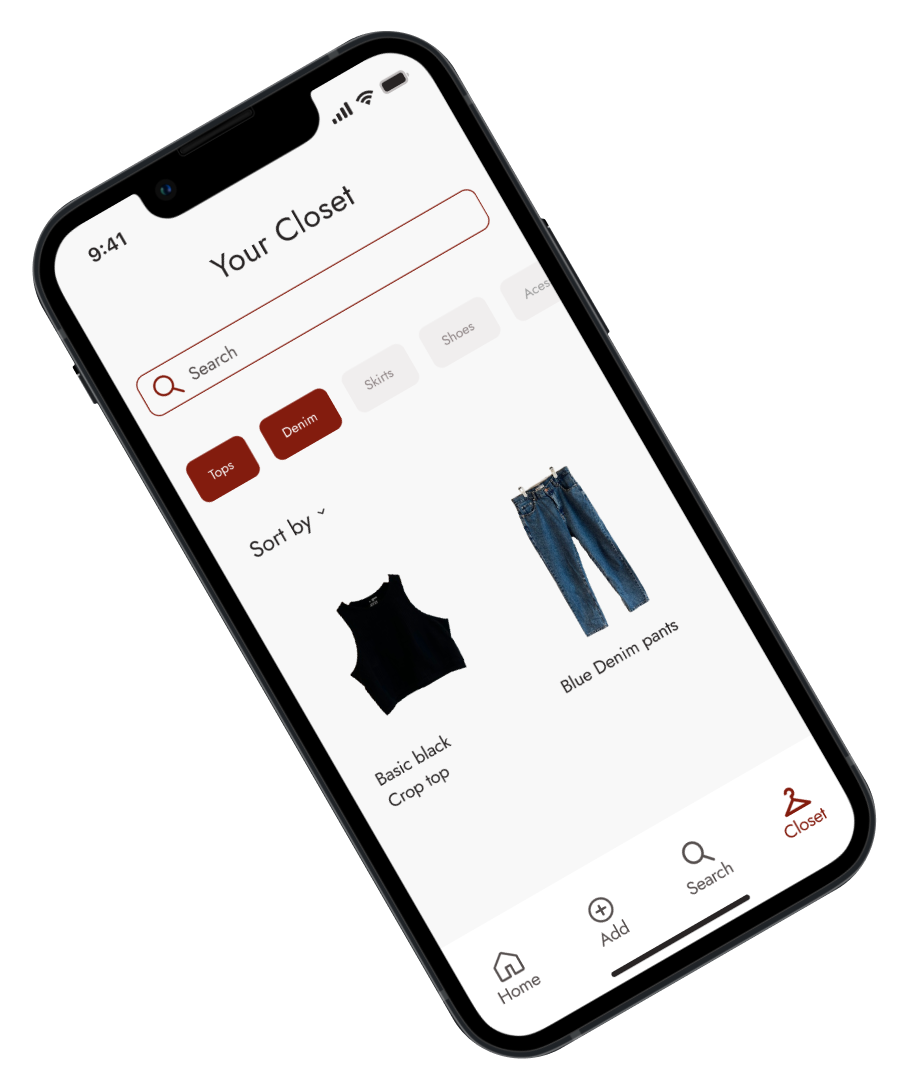 9:41
Your Closet
Search
Tops
Denim
Skirts
Shoes
Aces
Sort by
Basic black
Crop top
Blue Denim pants
Home
Add
Search
Closet